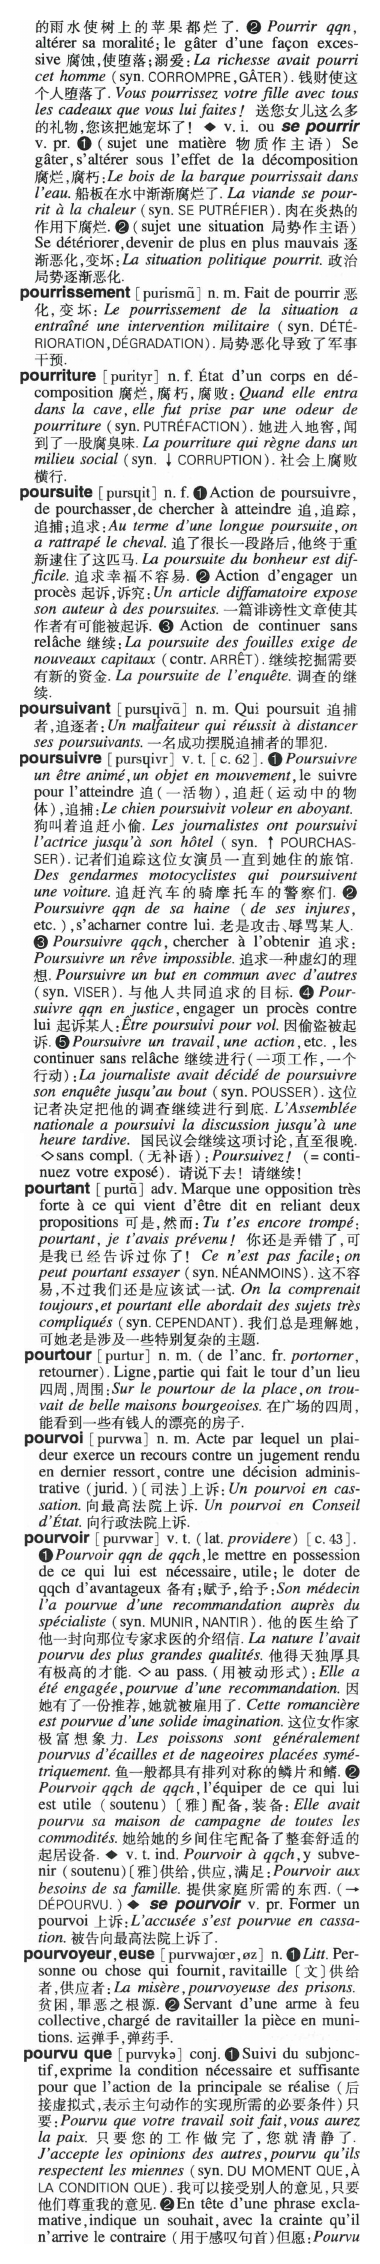 的雨水使树上的苹果都烂了. ❷ Pourrir qqn,
altérer sa moralité; le gâter d'une façon exces-
sive 腐蚀,使堕落;溺爱: La richesse avait pourri
cet homme (syn. CORROMPRE, GÂTER). 钱财使这
个人堕落了. Vous pourrissez votre fille avec tous
les cadeaux que vous lui faites! 送您女儿这么多
的礼物,您该把她宠坏了! ◆ v. i. ou se pourrir
v. pr. ❶ (sujet une matière 物质作主语) Se
gâter, s'altérer sous l'effet de la décomposition
腐烂,腐朽: Le bois de la barque pourrissait dans
l'eau. 船板在水中渐渐腐烂了. La viande se pour-
rit à la chaleur (syn. SE PUTRÉFIER). 肉在炎热的
作用下腐烂. ❷ (sujet une situation 局势作主语)
Se détériorer, devenir de plus en plus mauvais 逐
渐恶化,变坏: La situation politique pourrit. 政治
局势逐渐恶化.
pourrissement [purismɑ̃] n. m. Fait de pourrir 恶
化,变坏: Le pourrissement de la situation a
entraîné une intervention militaire (syn. DÉTÉ-
RIORATION, DÉGRADATION). 局势恶化导致了军事
干预.
pourriture [purityr] n. f. État d'un corps en dé-
composition 腐烂,腐朽,腐败: Quand elle entra
dans la cave, elle fut prise par une odeur de
pourriture (syn. PUTRÉFACTION). 她进入地窖,闻
到了一股腐臭味. La pourriture qui règne dans un
milieu social (syn. ↓ CORRUPTION). 社会上腐败
横行.
poursuite [pursɥit] n. f. ❶ Action de poursuivre,
de pourchasser, de chercher à atteindre 追,追踪,
追捕;追求: Au terme d'une longue poursuite, on
a rattrapé le cheval. 追了很长一段路后,他终于重
新逮住了这匹马. La poursuite du bonheur est dif-
ficile. 追求幸福不容易. ❷ Action d'engager un
procès 起诉,诉究: Un article diffamatoire expose
son auteur à des poursuites. 一篇诽谤性文章使其
作者有可能被起诉. ❸ Action de continuer sans
relâche 继续: La poursuite des fouilles exige de
nouveaux capitaux (contr. ARRÊT). 继续挖掘需要
有新的资金. La poursuite de l'enquête. 调查的继
续.
poursuivant [pursɥivɑ̃] n. m. Qui poursuit 追捕
者,追逐者: Un malfaiteur qui réussit à distancer
ses poursuivants. 一名成功摆脱追捕者的罪犯.
poursuivre [pursɥivr] v. t. [c. 62]. ❶ Poursuivre
un être animé, un objet en mouvement, le suivre
pour l'atteindre 追(一活物),追赶(运动中的物
体),追捕: Le chien poursuivit voleur en aboyant.
狗叫着追赶小偷. Les journalistes ont poursuivi
l'actrice jusqu'à son hôtel (syn. ↑ POURCHAS-
SER). 记者们追踪这位女演员一直到她住的旅馆.
Des gendarmes motocyclistes qui poursuivent
une voiture. 追赶汽车的骑摩托车的警察们. ❷
Poursuivre qqn de sa haine (de ses injures,
etc.), s'acharner contre lui. 老是攻击、辱骂某人.
❸ Poursuivre qqch, chercher à l'obtenir 追求:
Poursuivre un rêve impossible. 追求一种虚幻的理
想. Poursuivre un but en commun avec d'autres
(syn. VISER). 与他人共同追求的目标. ❹ Pour-
suivre qqn en justice, engager un procès contre
lui 起诉某人: Être poursuivi pour vol. 因偷盗被起
诉. ❺ Poursuivre un travail, une action, etc., les
continuer sans relâche 继续进行(一项工作,一个
行动): La journaliste avait décidé de poursuivre
son enquête jusqu'au bout (syn. POUSSER). 这位
记者决定把他的调查继续进行到底. L'Assemblée
nationale a poursuivi la discussion jusqu'à une
heure tardive. 国民议会继续这项讨论,直至很晚.
◇ sans compl. (无补语): Poursuivez! (= conti-
nuez votre exposé). 请说下去! 请继续!
pourtant [purtɑ̃] adv. Marque une opposition très
forte à ce qui vient d'être dit en reliant deux
propositions 可是,然而: Tu t'es encore trompé:
pourtant, je t'avais prévenu! 你还是弄错了,可
是我已经告诉过你了! Ce n'est pas facile; on
peut pourtant essayer (syn. NÉANMOINS). 这不容
易,不过我们还是应该试一试. On la comprenait
toujours, et pourtant elle abordait des sujets très
compliqués (syn. CEPENDANT). 我们总是理解她,
可她老是涉及一些特别复杂的主题.
pourtour [purtur] n. m. (de l'anc. fr. portorner,
retourner). Ligne, partie qui fait le tour d'un lieu
四周,周围: Sur le pourtour de la place, on trou-
vait de belle maisons bourgeoises. 在广场的四周,
能看到一些有钱人的漂亮的房子.
pourvoi [purvwa] n. m. Acte par lequel un plai-
deur exerce un recours contre un jugement rendu
en dernier ressort, contre une décision adminis-
trative (jurid.)〔司法〕上诉: Un pourvoi en cas-
sation. 向最高法院上诉. Un pourvoi en Conseil
d'État. 向行政法院上诉.
pourvoir [purvwar] v. t. (lat. providere) [c. 43].
❶ Pourvoir qqn de qqch, le mettre en possession
de ce qui lui est nécessaire, utile; le doter de
qqch d'avantageux 备有;赋予,给予: Son médecin
l'a pourvue d'une recommandation auprès du
spécialiste (syn. MUNIR, NANTIR). 他的医生给了
他一封向那位专家求医的介绍信. La nature l'avait
pourvu des plus grandes qualités. 他得天独厚具
有极高的才能. ◇ au pass. (用被动形式): Elle a
été engagée, pourvue d'une recommandation. 因
她有了一份推荐,她就被雇用了. Cette romancière
est pourvue d'une solide imagination. 这位女作家
极富想象力. Les poissons sont généralement
pourvus d'écailles et de nageoires placées symé-
triquement. 鱼一般都具有排列对称的鳞片和鳍. ❷
Pourvoir qqch de qqch, l'équiper de ce qui lui
est utile (soutenu)〔雅〕配备,装备: Elle avait
pourvu sa maison de campagne de toutes les
commodités. 她给她的乡间住宅配备了整套舒适的
起居设备. ◆ v. t. ind. Pourvoir à qqch, y subve-
nir (soutenu)〔雅〕供给,供应,满足: Pourvoir aux
besoins de sa famille. 提供家庭所需的东西. (→
DÉPOURVU.) ◆ se pourvoir v. pr. Former un
pourvoi 上诉: L'accusée s'est pourvue en cassa-
tion. 被告向最高法院上诉了.
pourvoyeur, euse [purvwajœr, øz] n. ❶ Litt. Per-
sonne ou chose qui fournit, ravitaille〔文〕供给
者,供应者: La misère, pourvoyeuse des prisons.
贫困,罪恶之根源. ❷ Servant d'une arme à feu
collective, chargé de ravitailler la pièce en muni-
tions. 运弹手,弹药手.
pourvu que [purvykə] conj. ❶ Suivi du subjonc-
tif, exprime la condition nécessaire et suffisante
pour que l'action de la principale se réalise (后
接虚拟式,表示主句动作的实现所需的必要条件) 只
要: Pourvu que votre travail soit fait, vous aurez
la paix. 只要您的工作做完了,您就清静了.
J'accepte les opinions des autres, pourvu qu'ils
respectent les miennes (syn. DU MOMENT QUE, À
LA CONDITION QUE). 我可以接受别人的意见,只要
他们尊重我的意见. ❷ En tête d'une phrase excla-
mative, indique un souhait, avec la crainte qu'il
n'arrive le contraire (用于感叹句首) 但愿: Pourvu